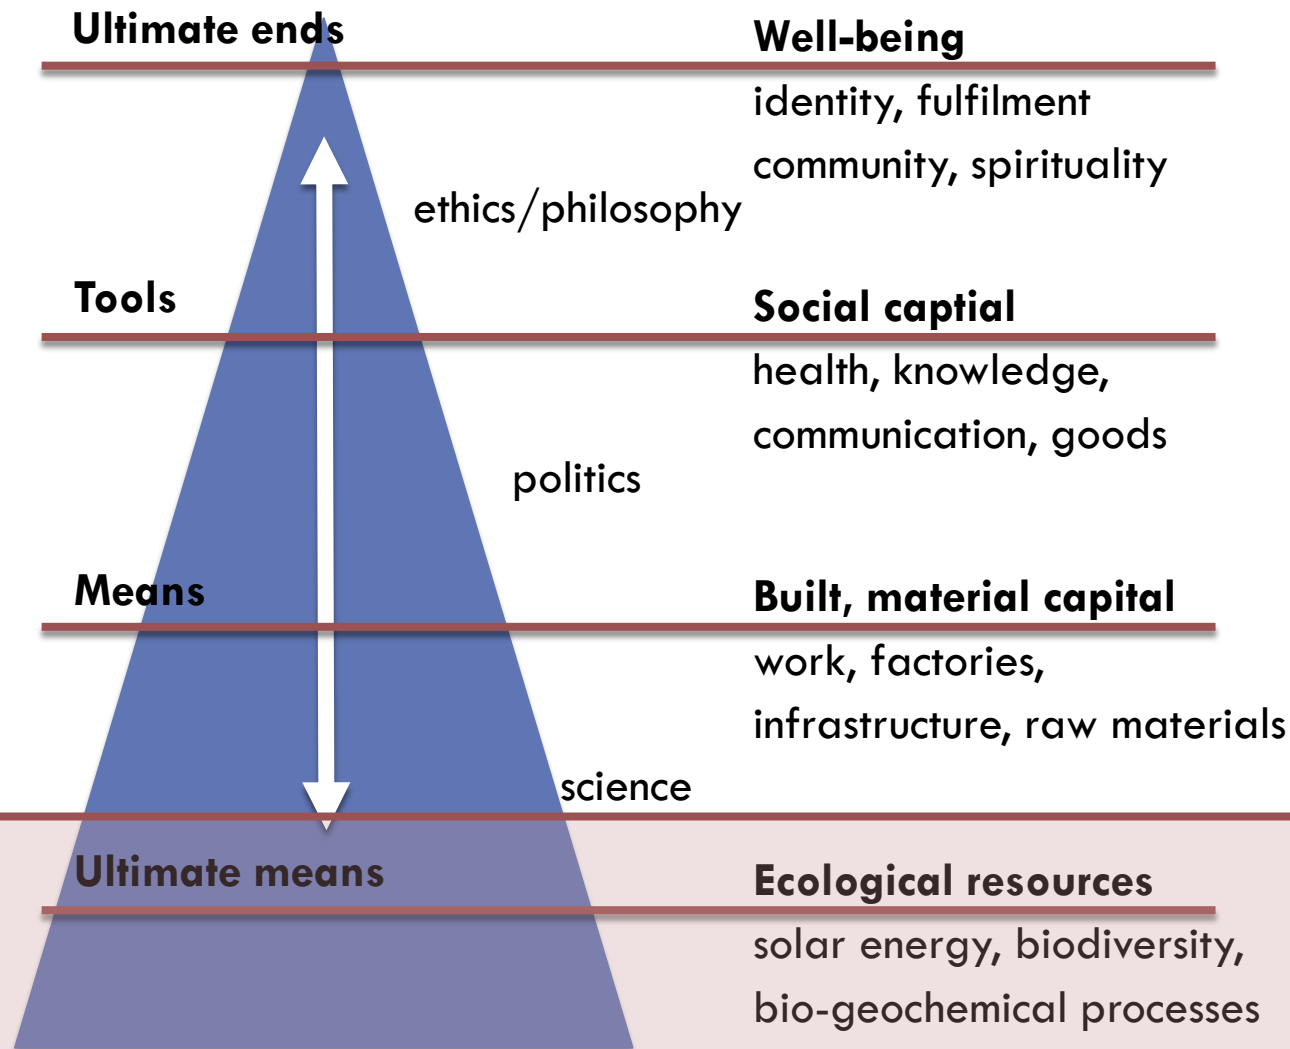 Ultimate ends
Well-being
identity, fulfilment
community, spirituality
ethics/philosophy
Tools
Social captial
health, knowledge,
communication, goods
politics
Means
Built, material capital
work, factories,
infrastructure, raw materials
science
Ultimate means
Ecological resources
solar energy, biodiversity,
bio-geochemical processes